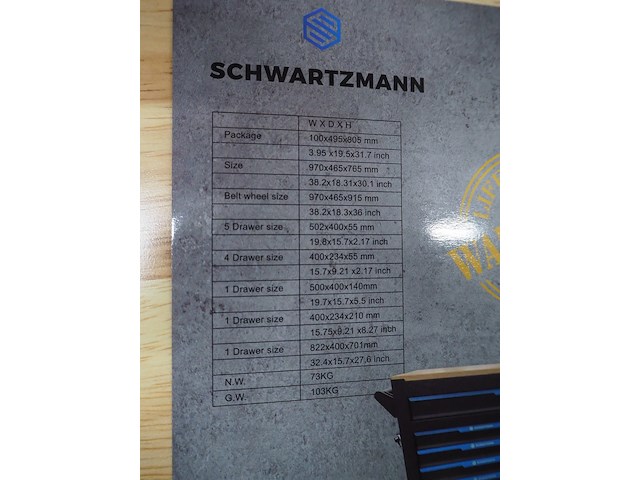 SCHWARTZMANN
W X D X H
Package 100x495x805 mm
3.95 x19.5x31.7 inch
Size 970x465x765 mm
38.2x18.31x30.1 inch
Belt wheel size 970x465x915 mm
38.2x18.3x36 inch
5 Drawer size 502x400x55 mm
19.8x15.7x2.17 inch
4 Drawer size 400x234x55 mm
15.7x9.21 x2.17 inch
1 Drawer size 500x400x140mm
19.7x15.7x5.5 inch
1 Drawer size 400x234x210 mm
15.75x9.21 x8.27 inch
1 Drawer size 822x400x701mm
32.4x15.7x27,6 inch
N.W. 73KG
G.W. 103KG